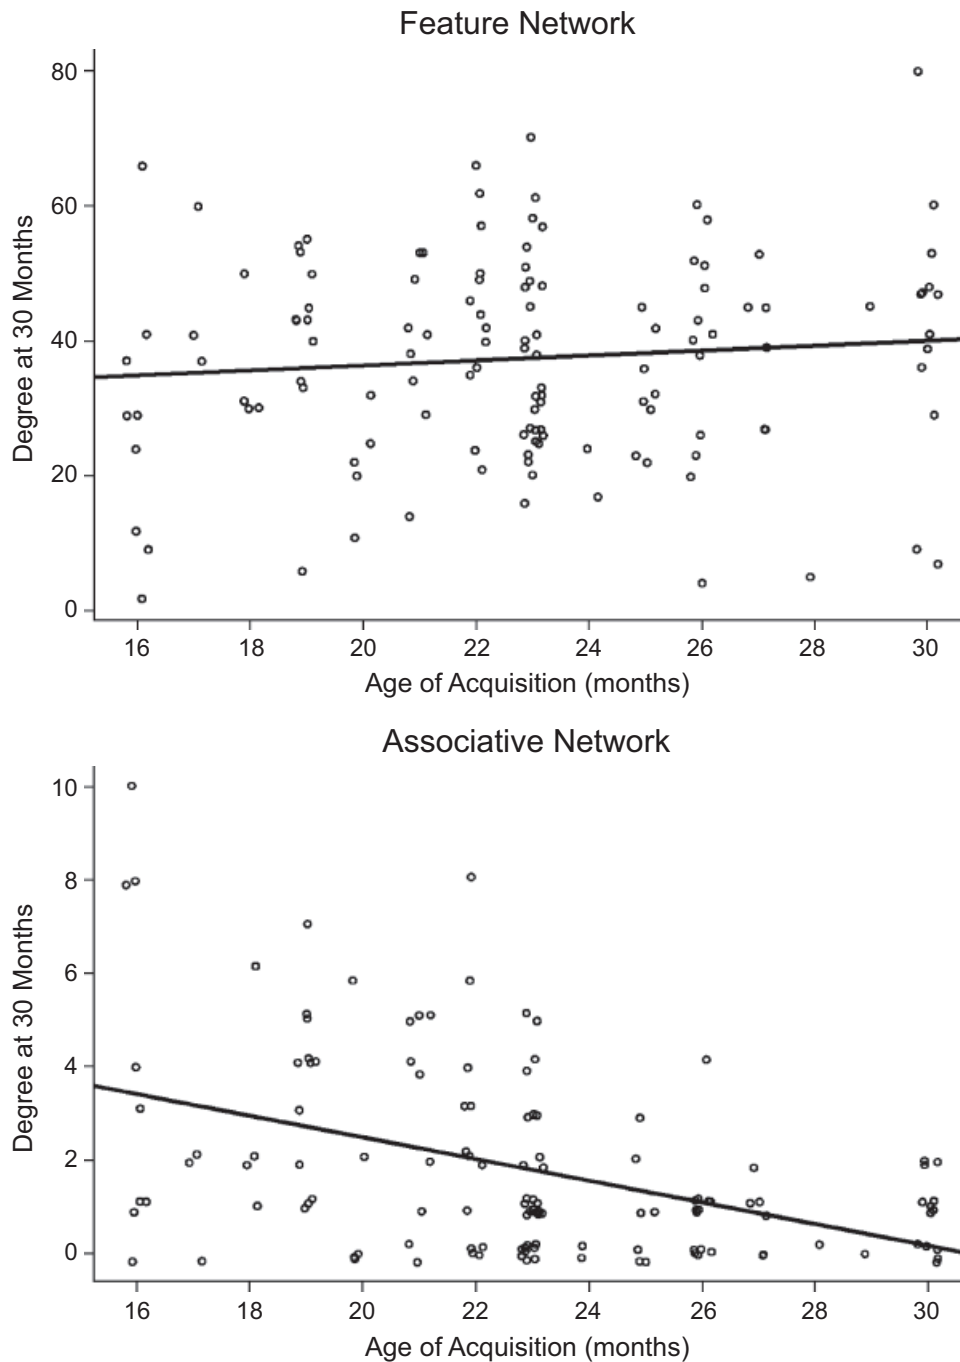 Feature Network
80
60
40
20
0
Degree at 30 Months
16 18 20 22 24 26 28 30
Age of Acquisition (months)
Associative Network
10
8
6
4
2
0
Degree at 30 Months
16 18 20 22 24 26 28 30
Age of Acquisition (months)